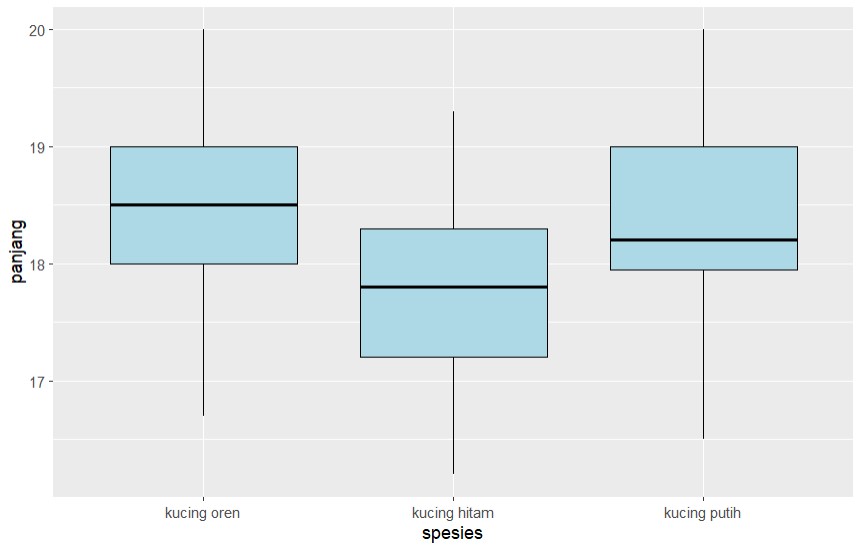 panjang
20
19
18
17
kucing oren
kucing hitam
kucing putih
spesies